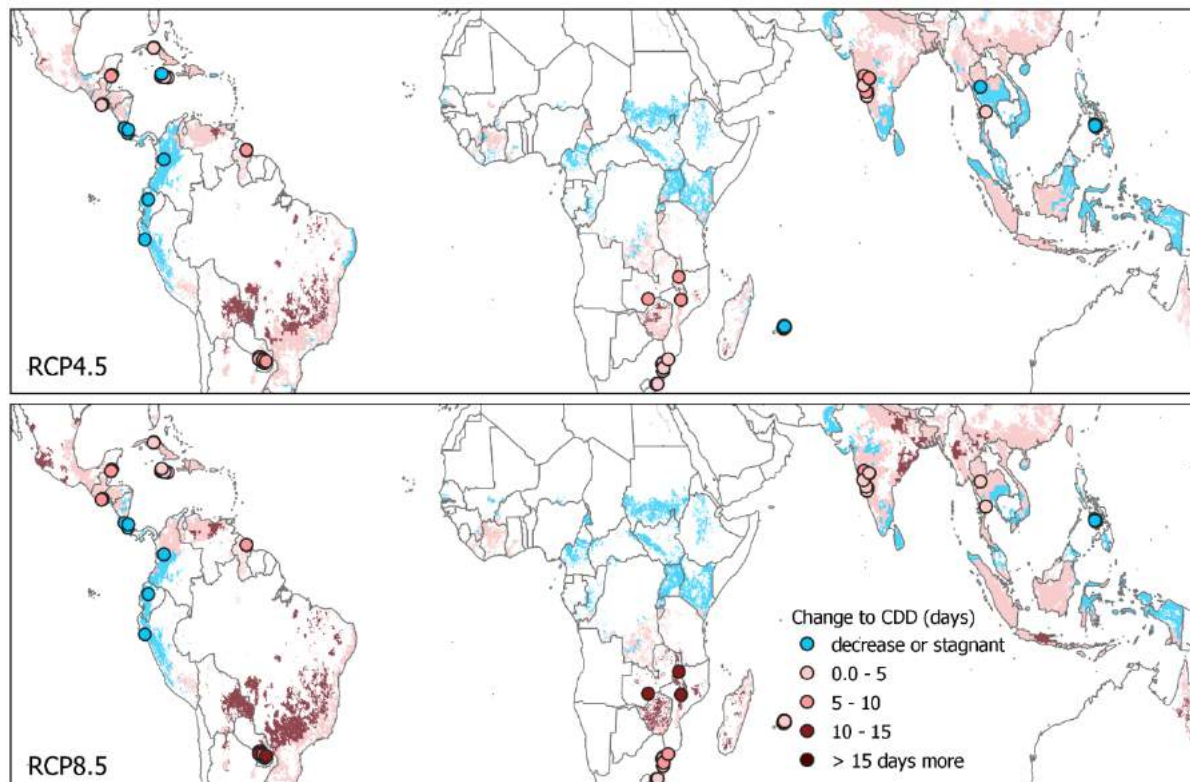 RCP4.5
Change to CDD (days)
decrease or stagnant
0.0 - 5
5 - 10
10 - 15
> 15 days more
RCP8.5